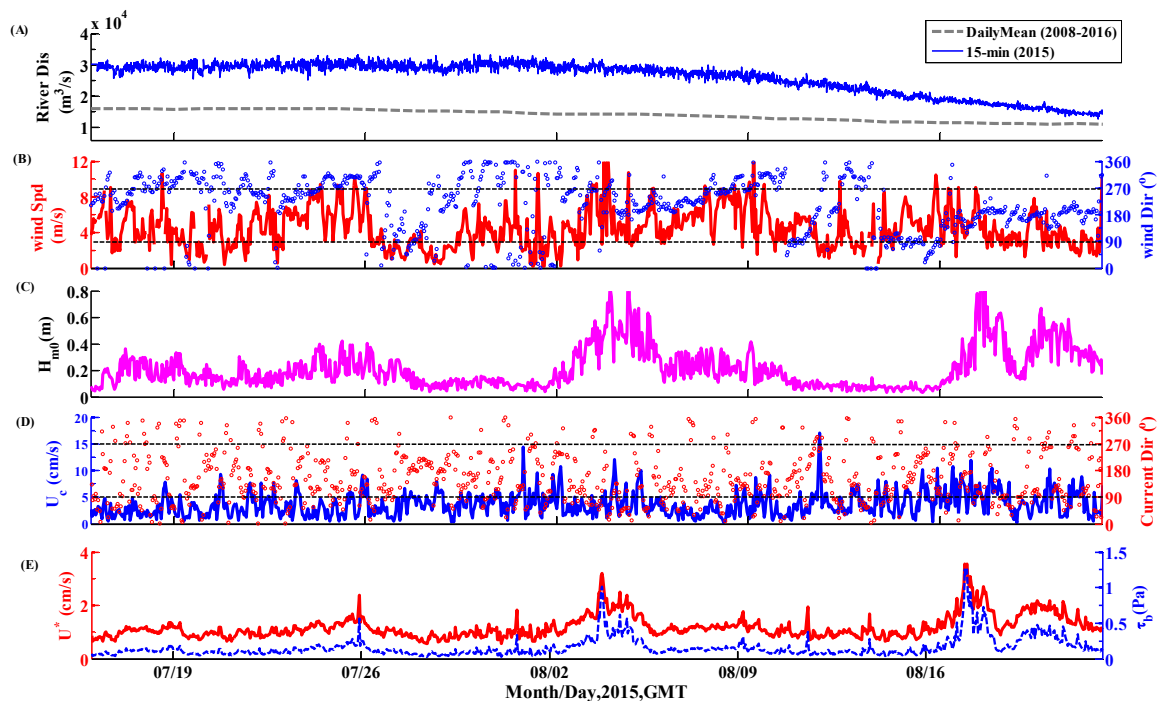 (A)
x 10^4
4
3
2
1
River Dis
(m^3/s)
DailyMean (2008-2016)
15-min (2015)
(B)
12
8
4
0
wind Spd
(m/s)
360
270
180
90
0
wind Dir (°)
(C)
0.8
0.6
0.4
0.2
0
H_m0(m)
(D)
20
15
10
5
0
U_c (cm/s)
360
270
180
90
0
Current Dir (°)
(E)
4
2
0
U* (cm/s)
1.5
1
0.5
0
τ_b(Pa)
07/19 07/26 08/02 08/09 08/16
Month/Day,2015,GMT